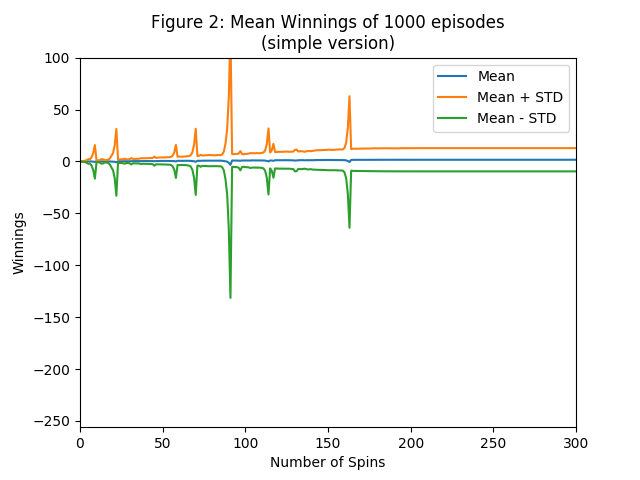 Figure 2: Mean Winnings of 1000 episodes
(simple version)
100
50
0
−50
−100
−150
−200
−250
Winnings
Mean
Mean + STD
Mean - STD
0
50
100
150
200
250
300
Number of Spins